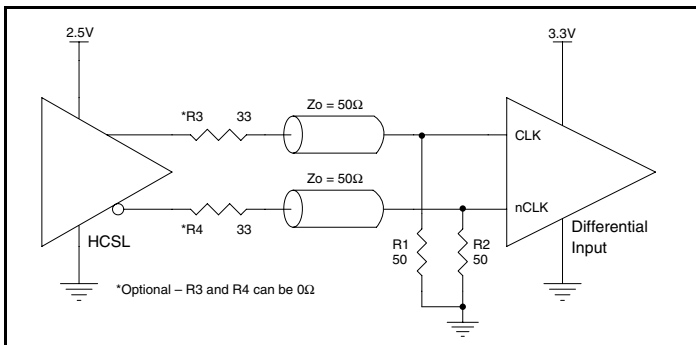 2.5V
3.3V
*R3 33
Zo = 50Ω
CLK
Zo = 50Ω
nCLK
*R4 33
HCSL
R1
50
R2
50
Differential
Input
*Optional – R3 and R4 can be 0Ω